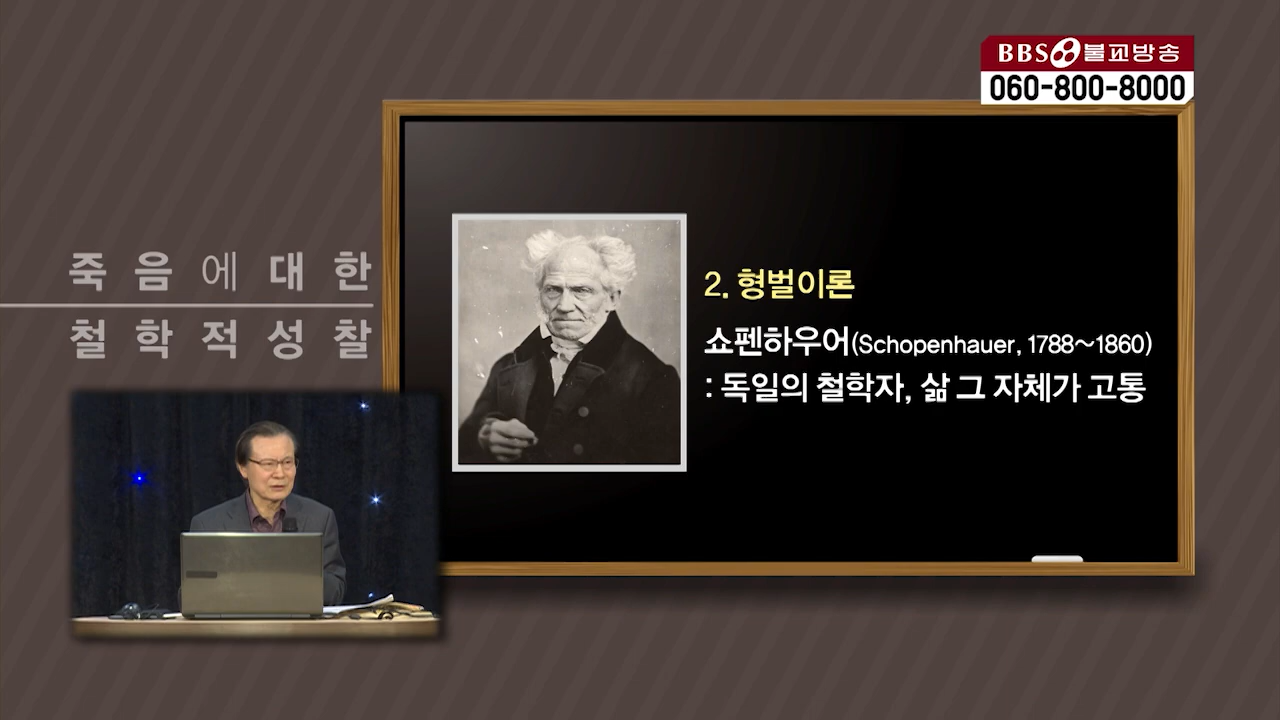 BBS 불교방송
060-800-8000
죽음에 대한
철학적 성찰
2. 형벌이론
쇼펜하우어(Schopenhauer, 1788~1860)
: 독일의 철학자, 삶 그 자체가 고통